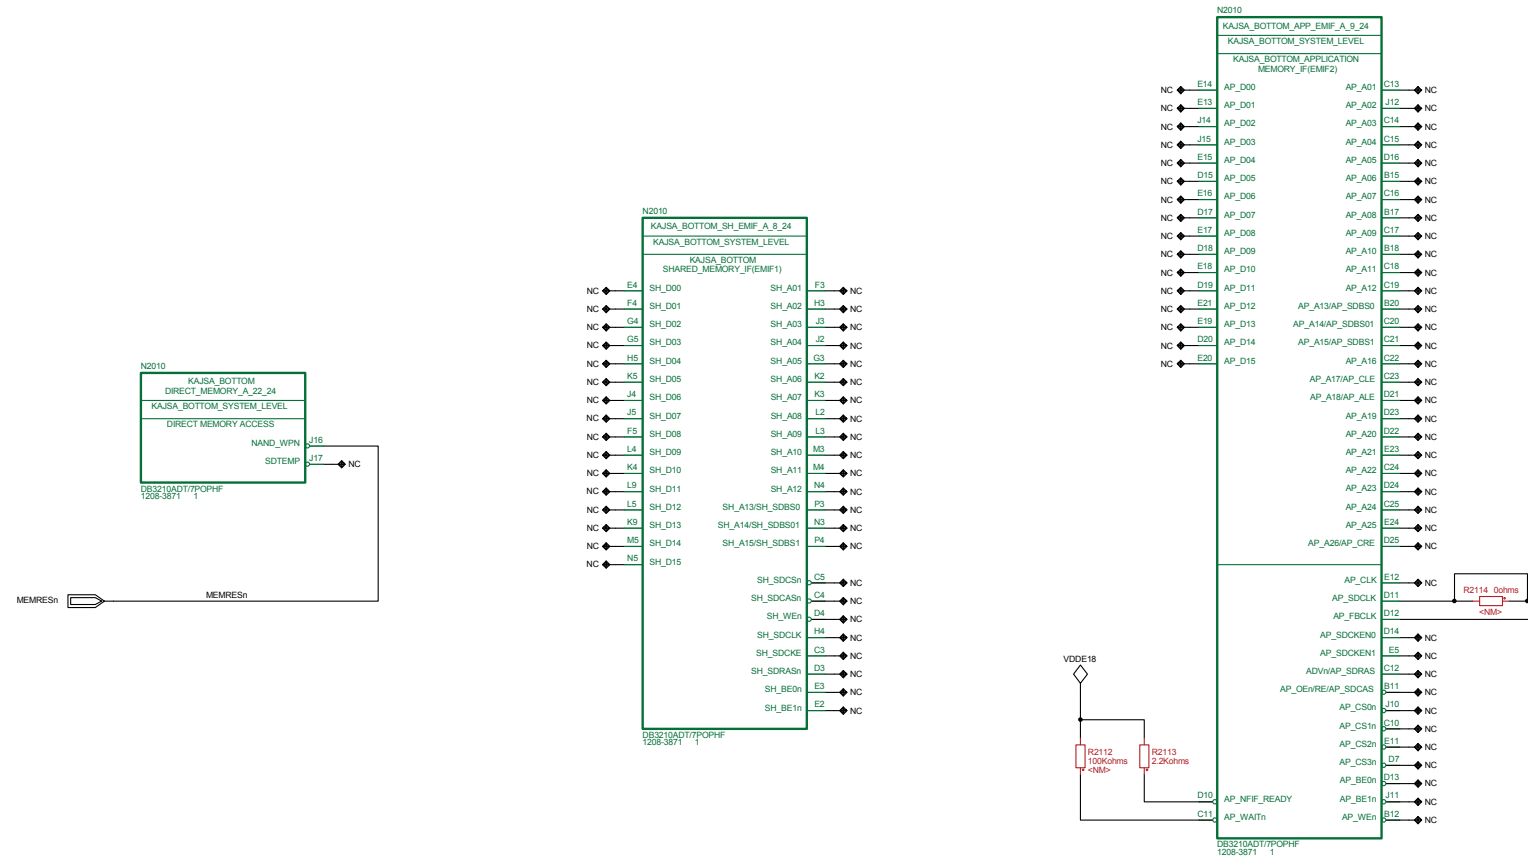 N2010
KAJSA_BOTTOM
DIRECT_MEMORY_A_22_24
KAJSA_BOTTOM_SYSTEM_LEVEL
DIRECT MEMORY ACCESS
NAND_WPN J16
SDTEMP J17 NC
DB3210ADT/7POPHF
1208-3871 1
MEMRESn MEMRESn
N2010
KAJSA_BOTTOM_SH_EMIF_A_8_24
KAJSA_BOTTOM_SYSTEM_LEVEL
KAJSA_BOTTOM
SHARED_MEMORY_IF(EMIF1)
NC E4 SH_D00 SH_A01 F3 NC
NC F4 SH_D01 SH_A02 H3 NC
NC G4 SH_D02 SH_A03 J3 NC
NC G5 SH_D03 SH_A04 J2 NC
NC H5 SH_D04 SH_A05 G3 NC
NC K5 SH_D05 SH_A06 K2 NC
NC J4 SH_D06 SH_A07 K3 NC
NC J5 SH_D07 SH_A08 L2 NC
NC F5 SH_D08 SH_A09 L3 NC
NC L4 SH_D09 SH_A10 M3 NC
NC K4 SH_D10 SH_A11 M4 NC
NC L9 SH_D11 SH_A12 N4 NC
NC L5 SH_D12 SH_A13/SH_SDBS0 P3 NC
NC K9 SH_D13 SH_A14/SH_SDBS01 N3 NC
NC M5 SH_D14 SH_A15/SH_SDBS1 P4 NC
NC N5 SH_D15
SH_SDCSn C5 NC
SH_SDCASn C4 NC
SH_WEn D4 NC
SH_SDCLK H4 NC
SH_SDCKE C3 NC
SH_SDRASn D3 NC
SH_BE0n E3 NC
SH_BE1n E2 NC
DB3210ADT/7POPHF
1208-3871 1
N2010
KAJSA_BOTTOM_APP_EMIF_A_9_24
KAJSA_BOTTOM_SYSTEM_LEVEL
KAJSA_BOTTOM_APPLICATION
MEMORY_IF(EMIF2)
NC E14 AP_D00 AP_A01 C13 NC
NC E13 AP_D01 AP_A02 J12 NC
NC J14 AP_D02 AP_A03 C14 NC
NC J15 AP_D03 AP_A04 C15 NC
NC E15 AP_D04 AP_A05 D16 NC
NC D15 AP_D05 AP_A06 B15 NC
NC E16 AP_D06 AP_A07 C16 NC
NC D17 AP_D07 AP_A08 B17 NC
NC E17 AP_D08 AP_A09 C17 NC
NC D18 AP_D09 AP_A10 B18 NC
NC E18 AP_D10 AP_A11 C18 NC
NC D19 AP_D11 AP_A12 C19 NC
NC E21 AP_D12 AP_A13/AP_SDBS0 B20 NC
NC E19 AP_D13 AP_A14/AP_SDBS01 C20 NC
NC D20 AP_D14 AP_A15/AP_SDBS1 C21 NC
NC E20 AP_D15 AP_A16 C22 NC
AP_A17/AP_CLE C23 NC
AP_A18/AP_ALE D21 NC
AP_A19 D23 NC
AP_A20 D22 NC
AP_A21 E23 NC
AP_A22 C24 NC
AP_A23 D24 NC
AP_A24 C25 NC
AP_A25 E24 NC
AP_A26/AP_CRE D25 NC
AP_CLK E12 NC
AP_SDCLK D11
R2114 0ohms
<NM>
AP_FBCLK D12
AP_SDCKEN0 D14 NC
AP_SDCKEN1 E5 NC
ADVn/AP_SDRAS C12 NC
AP_OEn/RE/AP_SDCAS B11 NC
AP_CS0n J10 NC
AP_CS1n C10 NC
AP_CS2n E11 NC
AP_CS3n D7 NC
AP_BE0n D13 NC
D10 AP_NFIF_READY AP_BE1n J11 NC
C11 AP_WAITn AP_WEn B12 NC
VDDE18
R2112
100Kohms
<NM>
R2113
2.2Kohms
DB3210ADT/7POPHF
1208-3871 1